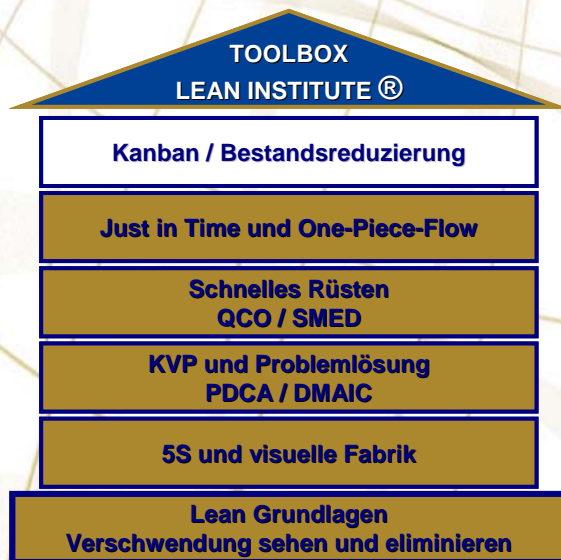 TOOLBOX
LEAN INSTITUTE ®
Kanban / Bestandsreduzierung
Just in Time und One-Piece-Flow
Schnelles Rüsten
QCO / SMED
KVP und Problemlösung
PDCA / DMAIC
5S und visuelle Fabrik
Lean Grundlagen
Verschwendung sehen und eliminieren